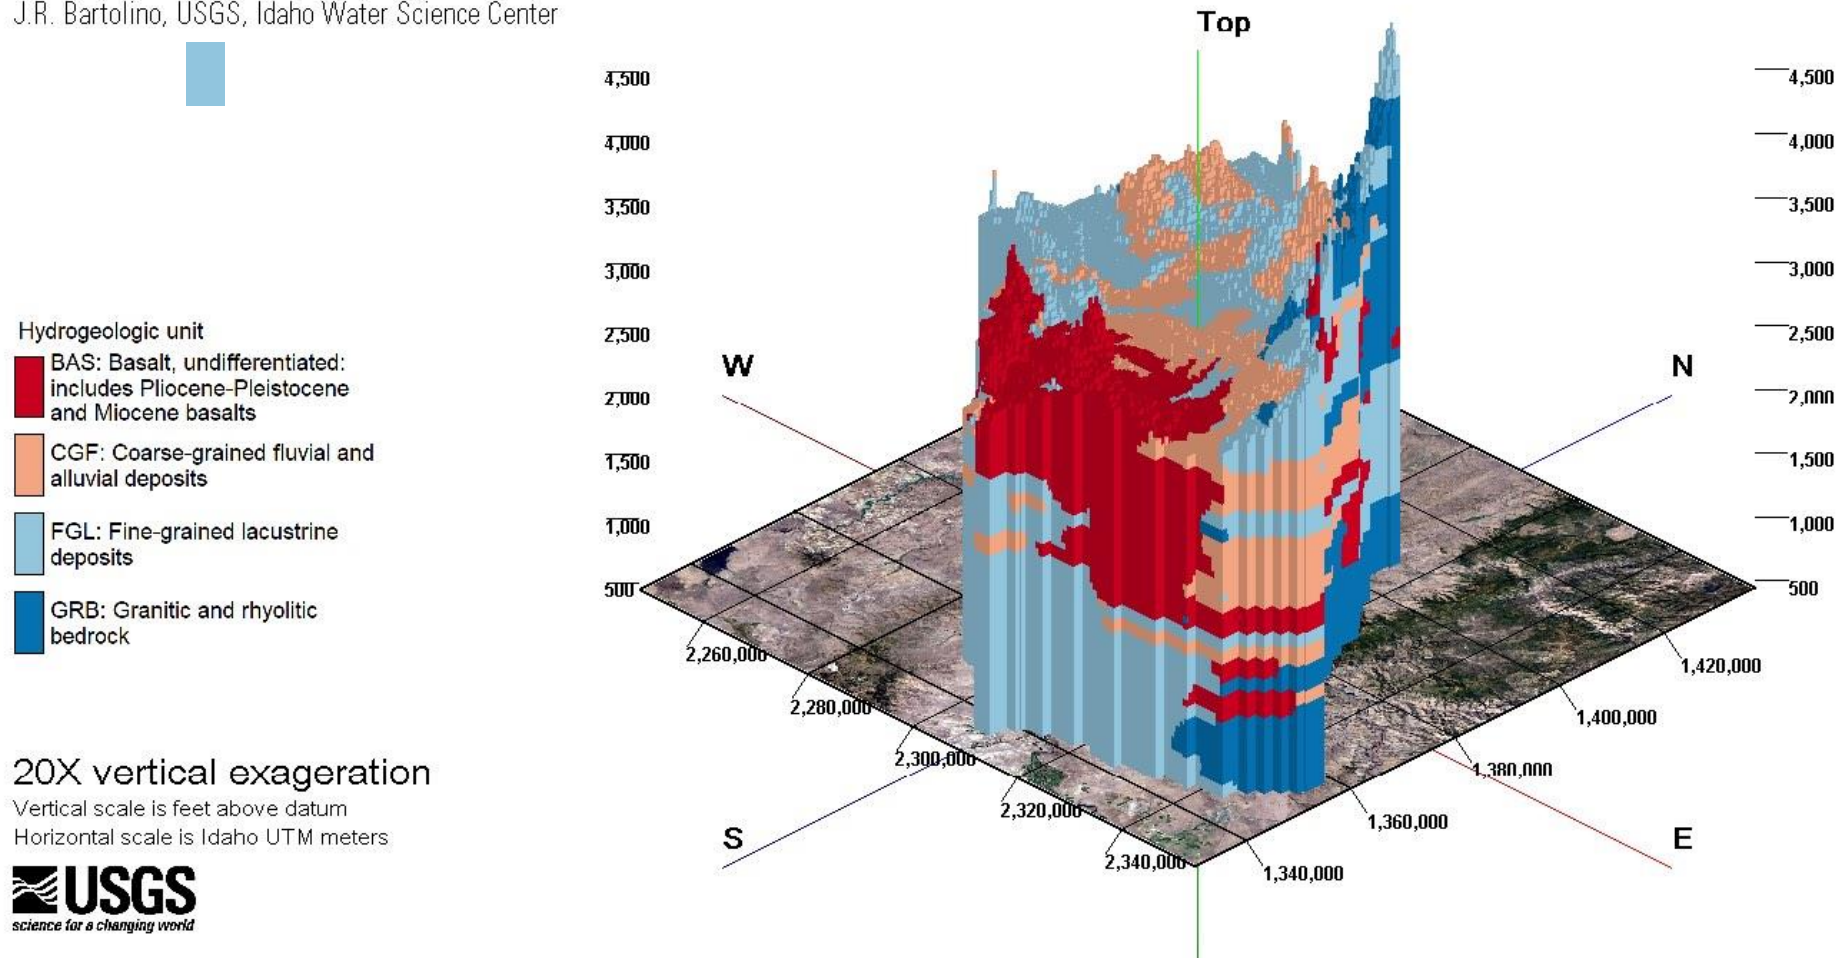 J.R. Bartolino, USGS, Idaho Water Science Center
Top
4,500
4,000
3,500
3,000
2,500
2,000
1,500
1,000
500
4,500
4,000
3,500
3,000
2,500
2,000
1,500
1,000
500
W
N
S
E
Hydrogeologic unit
BAS: Basalt, undifferentiated:
includes Pliocene-Pleistocene
and Miocene basalts
CGF: Coarse-grained fluvial and
alluvial deposits
FGL: Fine-grained lacustrine
deposits
GRB: Granitic and rhyolitic
bedrock
2,260,000
2,280,000
2,300,000
2,320,000
2,340,000
1,420,000
1,400,000
1,380,000
1,360,000
1,340,000
20X vertical exageration
Vertical scale is feet above datum
Horizontal scale is Idaho UTM meters
USGS
science for a changing world